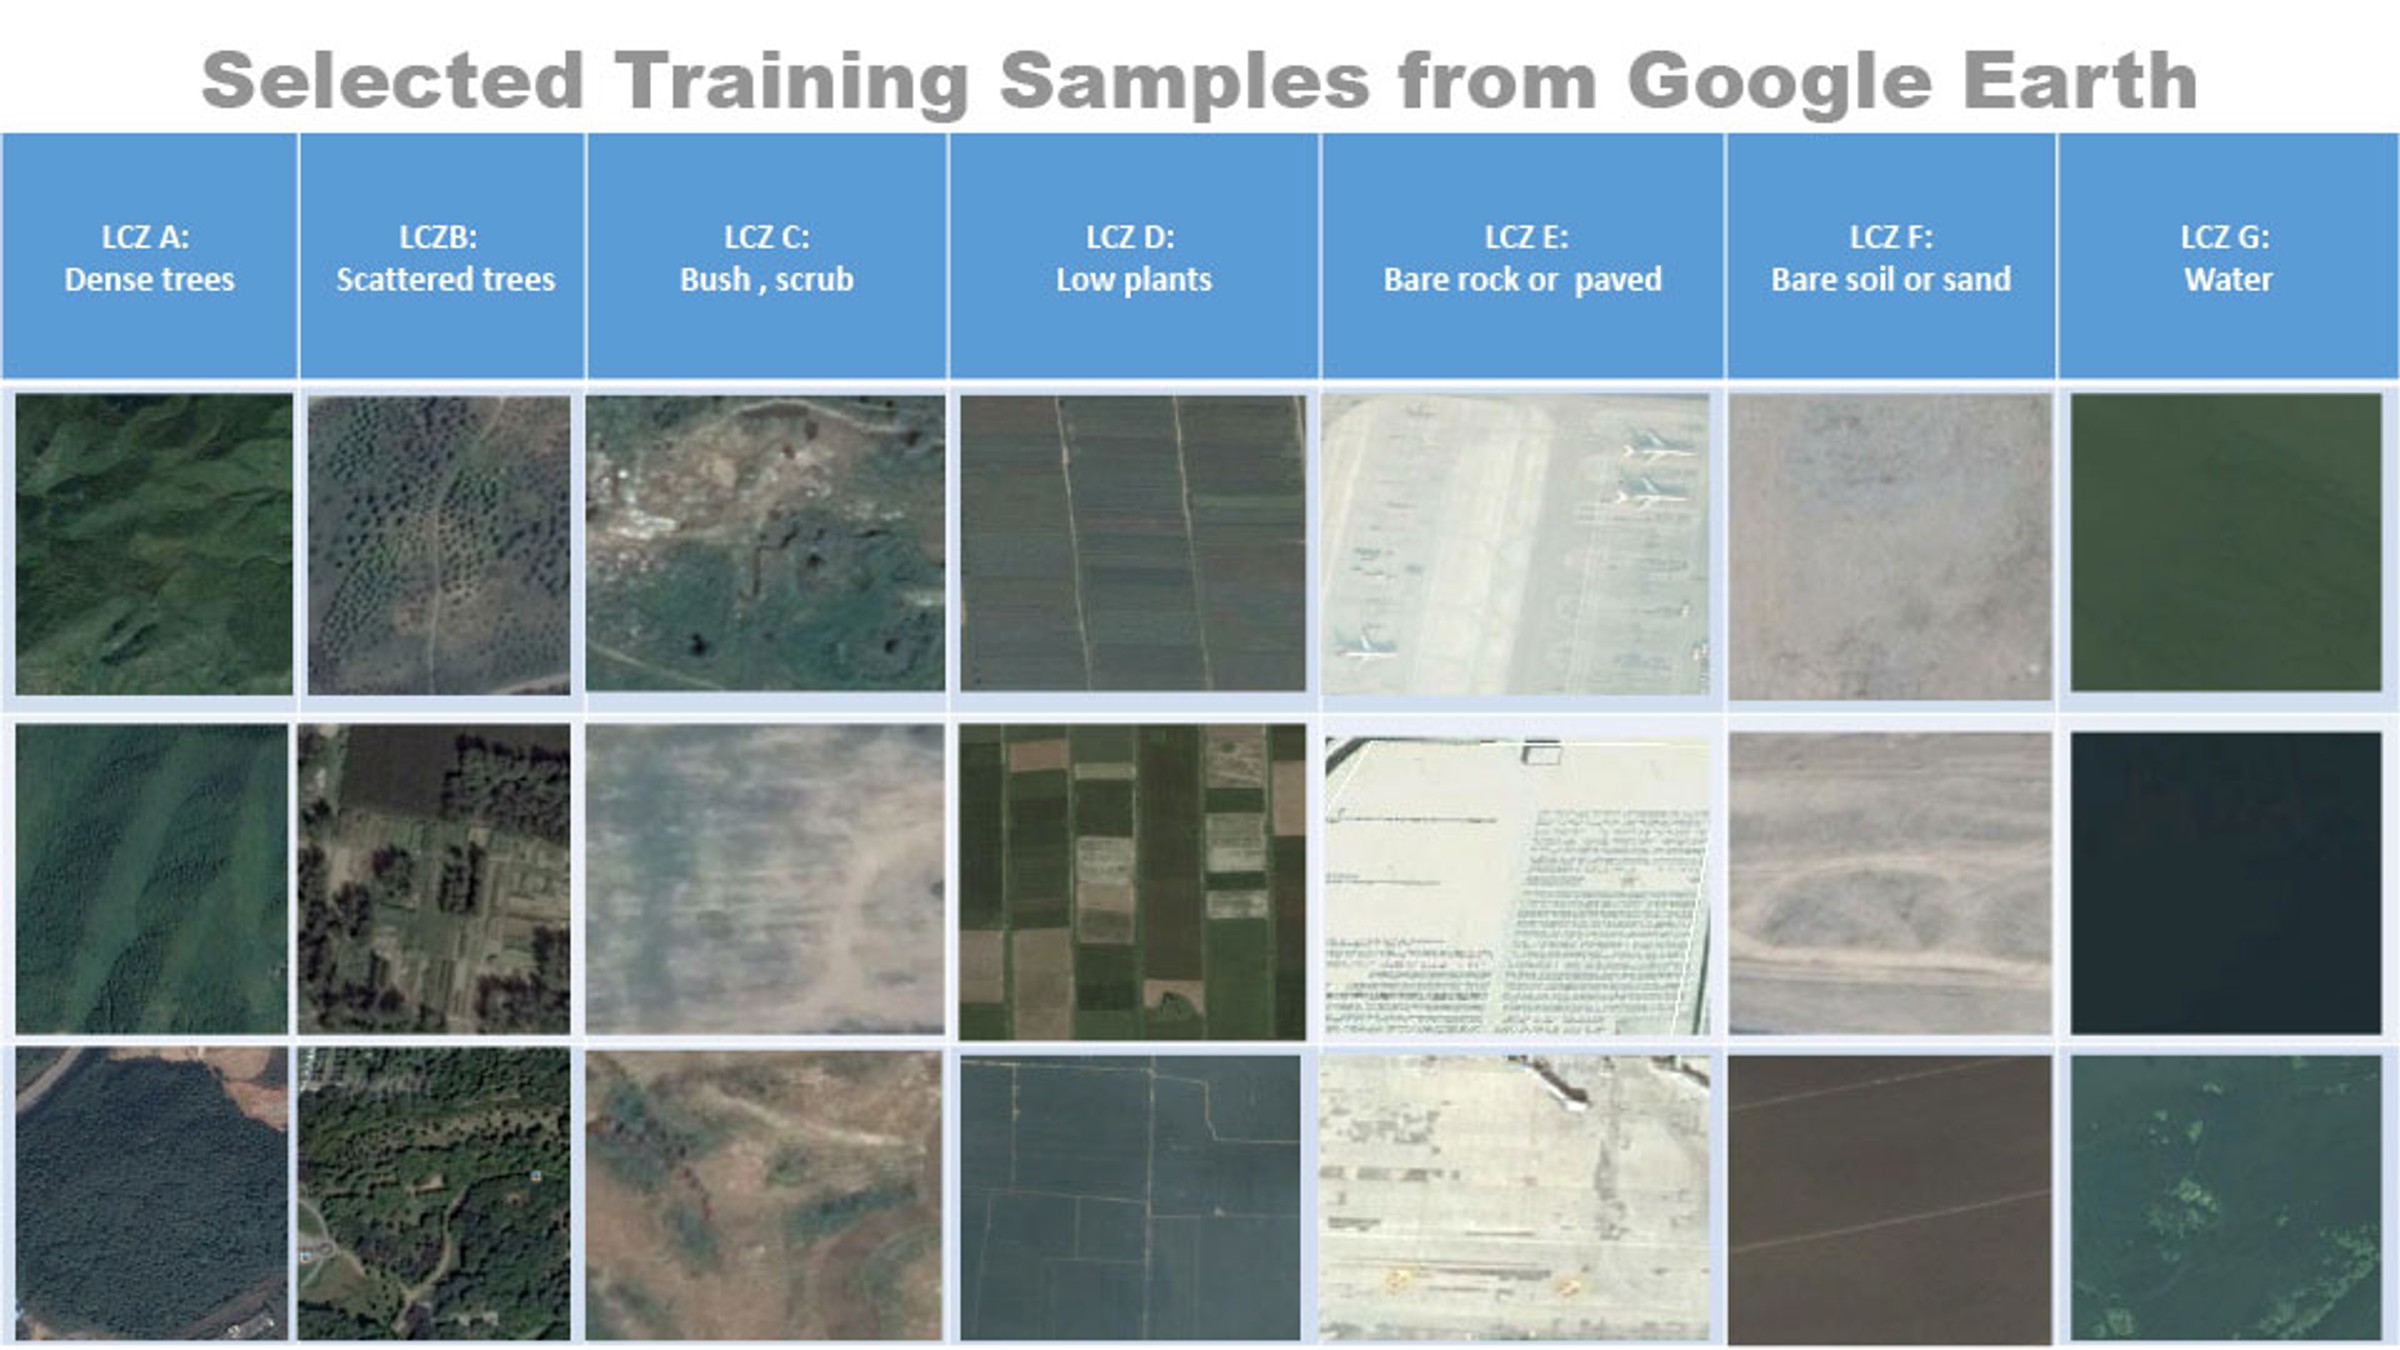 Selected Training Samples from Google Earth
LCZ A:
Dense trees
LCZB:
Scattered trees
LCZ C:
Bush , scrub
LCZ D:
Low plants
LCZ E:
Bare rock or  paved
LCZ F:
Bare soil or sand
LCZ G:
Water